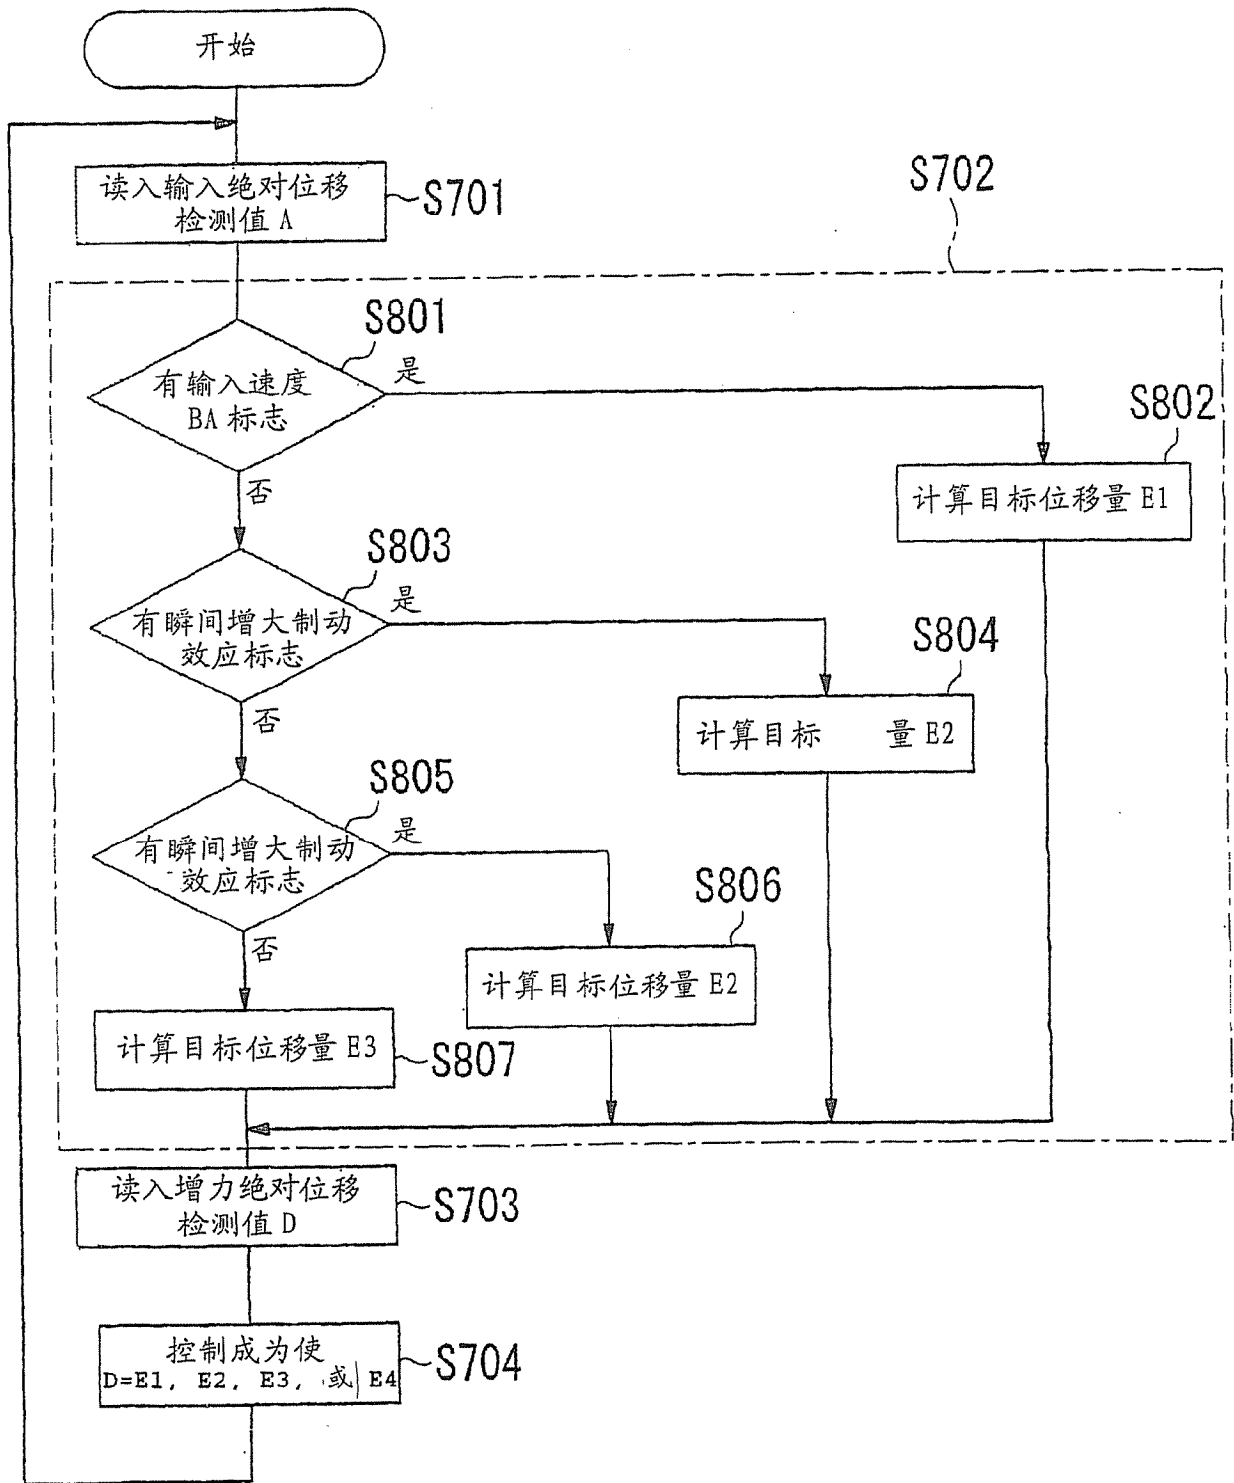 开始
读入输入绝对位移
检测值 A
S701
S702
S801
有输入速度
BA 标志
是
S802
计算目标位移量 E1
否
S803
有瞬间增大制动
效应标志
是
S804
计算目标 量 E2
否
S805
有瞬间增大制动
效应标志
是
S806
计算目标位移量 E2
否
计算目标位移量 E3
S807
读入增力绝对位移
检测值 D
S703
控制成为使
D=E1, E2, E3, 或 E4
S704